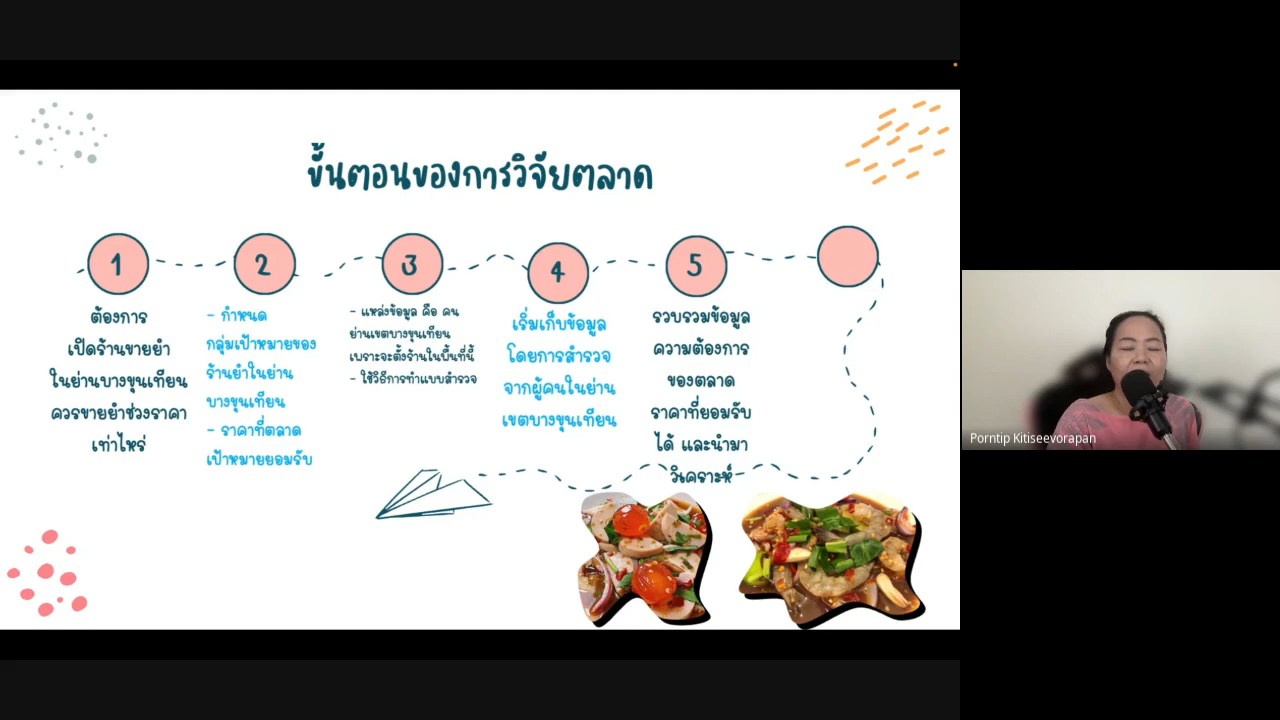 ขั้นตอนของการวิจัยตลาด
1
ต้องการ
เปิดร้านขายยำ
ในย่านบางขุนเทียน
ควรขายยำช่วงราคา
เท่าไหร่
2
- กำหนด
กลุ่มเป้าหมายของ
ร้านยำในย่าน
บางขุนเทียน
- ราคาที่ตลาด
เป้าหมายยอมรับ
3
- แหล่งข้อมูล คือ คน
ย่านเขตบางขุนเทียน
เพราะจะตั้งร้านในพื้นที่นี้
- ใช้วิธีการทำแบบสำรวจ
4
เริ่มเก็บข้อมูล
โดยการสำรวจ
จากผู้คนในย่าน
เขตบางขุนเทียน
5
รวบรวมข้อมูล
ความต้องการ
ของตลาด
ราคาที่ยอมรับ
ได้ และนำมา
วิเคราะห์
Porntip Kitiseevorapan